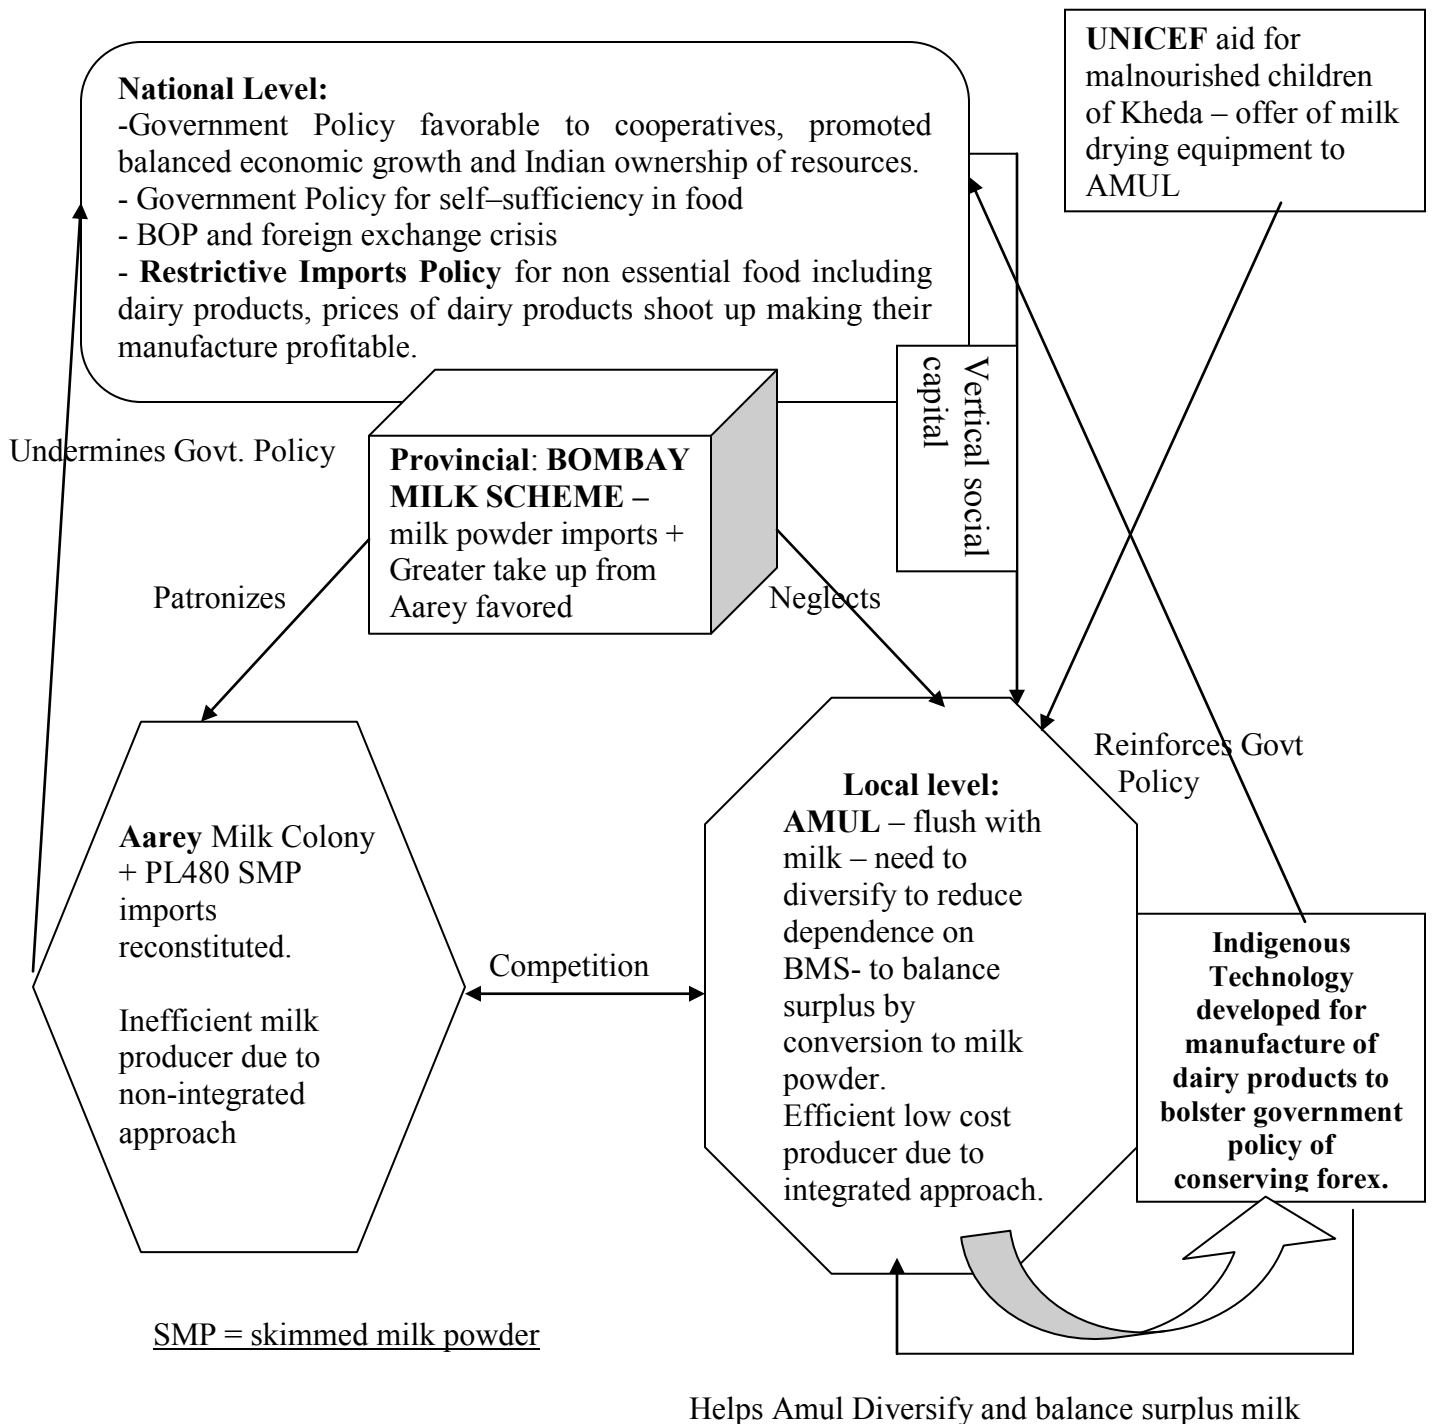 National Level:
-Government Policy favorable to cooperatives, promoted
balanced economic growth and Indian ownership of resources.
- Government Policy for self–sufficiency in food
- BOP and foreign exchange crisis
- Restrictive Imports Policy for non essential food including
dairy products, prices of dairy products shoot up making their
manufacture profitable.
UNICEF aid for
malnourished children
of Kheda – offer of milk
drying equipment to
AMUL
Vertical social
capital
Undermines Govt. Policy
Provincial: BOMBAY
MILK SCHEME –
milk powder imports +
Greater take up from
Aarey favored
Patronizes
Neglects
Reinforces Govt
Policy
Aarey Milk Colony
+ PL480 SMP
imports
reconstituted.
Inefficient milk
producer due to
non-integrated
approach
Competition
Local level:
AMUL – flush with
milk – need to
diversify to reduce
dependence on
BMS- to balance
surplus by
conversion to milk
powder.
Efficient low cost
producer due to
integrated approach.
Indigenous
Technology
developed for
manufacture of
dairy products to
bolster government
policy of
conserving forex.
SMP = skimmed milk powder
Helps Amul Diversify and balance surplus milk